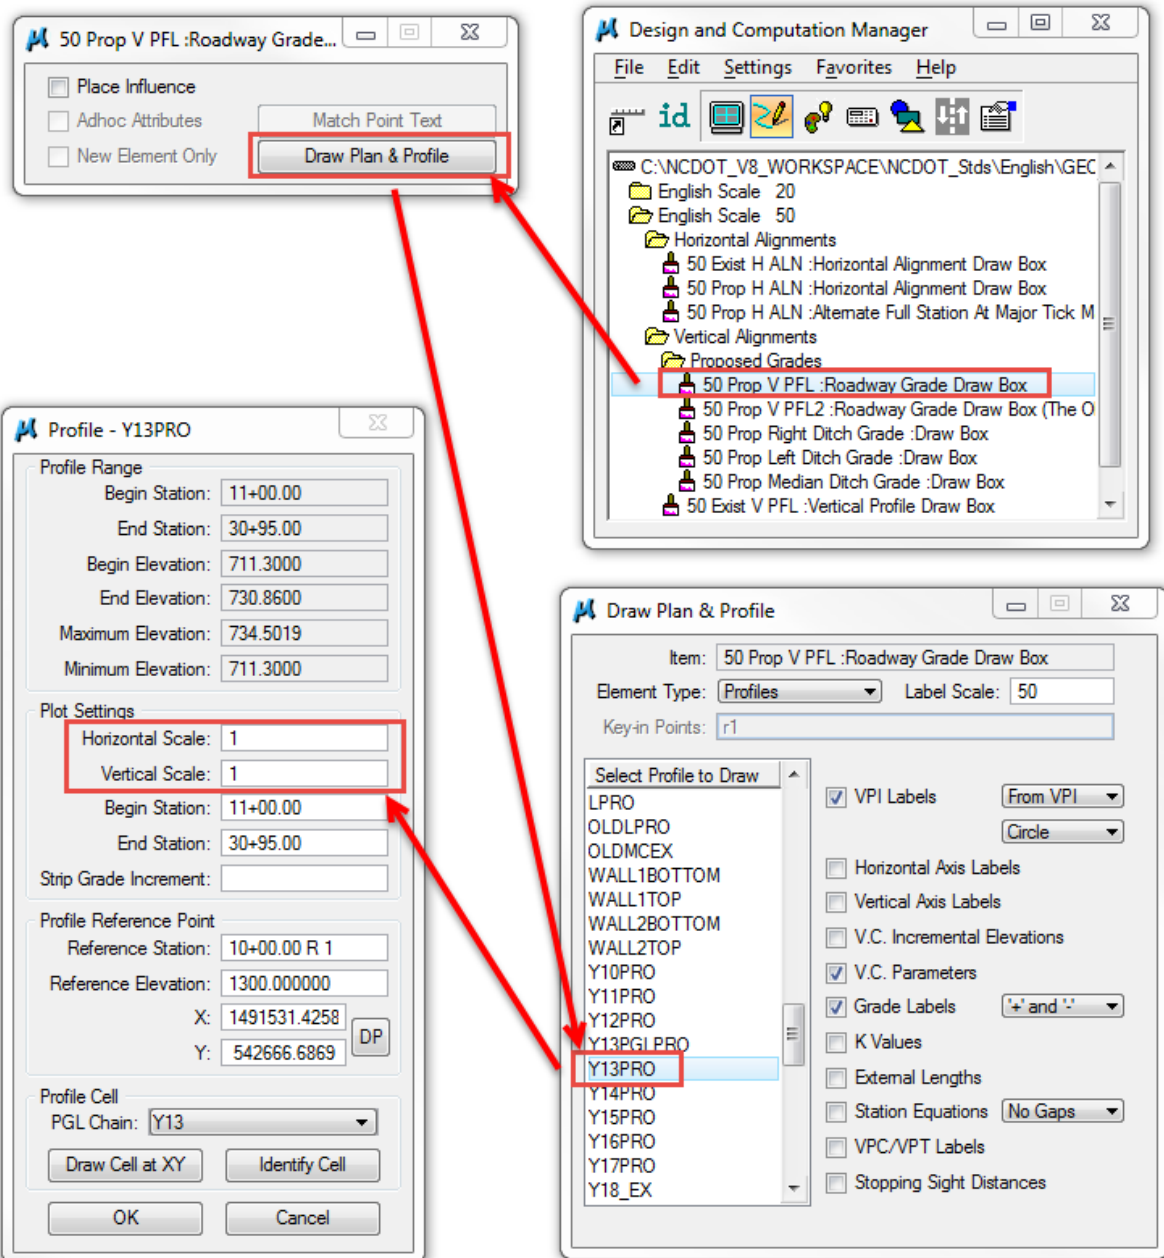 50 Prop V PFL :Roadway Grade...
Place Influence
Adhoc Attributes
Match Point Text
New Element Only
Draw Plan & Profile
Design and Computation Manager
File Edit Settings Favorites Help
id
C:\NCDOT_V8_WORKSPACE\NCDOT_Stds\English\GEC
English Scale 20
English Scale 50
Horizontal Alignments
50 Exist H ALN :Horizontal Alignment Draw Box
50 Prop H ALN :Horizontal Alignment Draw Box
50 Prop H ALN :Alternate Full Station At Major Tick M
Vertical Alignments
Proposed Grades
50 Prop V PFL :Roadway Grade Draw Box
50 Prop V PFL2 :Roadway Grade Draw Box (The O
50 Prop Right Ditch Grade :Draw Box
50 Prop Left Ditch Grade :Draw Box
50 Prop Median Ditch Grade :Draw Box
50 Exist V PFL :Vertical Profile Draw Box
Profile - Y13PRO
Profile Range
Begin Station: 11+00.00
End Station: 30+95.00
Begin Elevation: 711.3000
End Elevation: 730.8600
Maximum Elevation: 734.5019
Minimum Elevation: 711.3000
Plot Settings
Horizontal Scale: 1
Vertical Scale: 1
Begin Station: 11+00.00
End Station: 30+95.00
Strip Grade Increment:
Profile Reference Point
Reference Station: 10+00.00 R 1
Reference Elevation: 1300.000000
X: 1491531.4258
Y: 542666.6869
DP
Profile Cell
PGL Chain: Y13
Draw Cell at XY Identify Cell
OK Cancel
Draw Plan & Profile
Item: 50 Prop V PFL :Roadway Grade Draw Box
Element Type: Profiles Label Scale: 50
Key-in Points: r1
Select Profile to Draw
LPRO
OLDLPRO
OLDMCEX
WALL1BOTTOM
WALL1TOP
WALL2BOTTOM
WALL2TOP
Y10PRO
Y11PRO
Y12PRO
Y13PGLPRO
Y13PRO
Y14PRO
Y15PRO
Y16PRO
Y17PRO
Y18_EX
VPI Labels From VPI
Circle
Horizontal Axis Labels
Vertical Axis Labels
V.C. Incremental Elevations
V.C. Parameters
Grade Labels '+' and '-'
K Values
External Lengths
Station Equations No Gaps
VPC/VPT Labels
Stopping Sight Distances